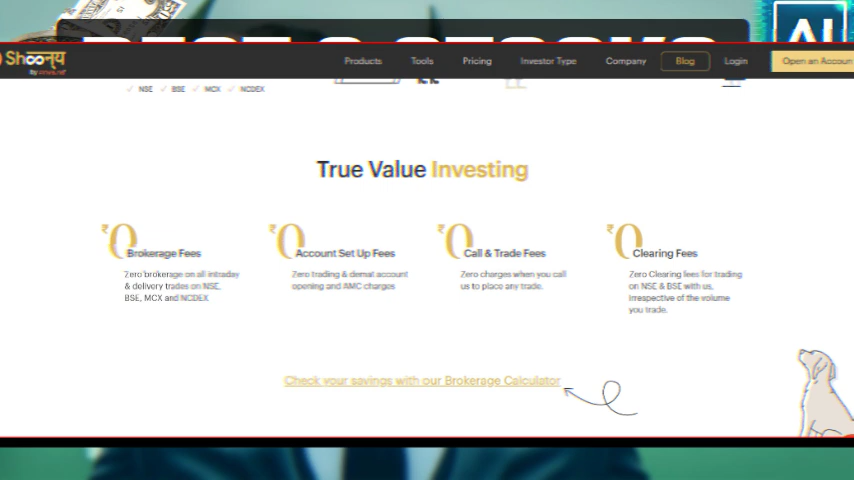 AI
Shoonय
Products Tools Pricing Investor Type Company Blog Login Open an Accoun
NSE BSE MCX NCDEX
True Value Investing
₹0 Brokerage Fees
Zero brokerage on all intraday
& delivery trades on NSE,
BSE, MCX and NCDEX
₹0 Account Set Up Fees
Zero trading & demat account
opening and AMC charges
₹0 Call & Trade Fees
Zero charges when you call
us to place any trade.
₹0 Clearing Fees
Zero Clearing fees for trading
on NSE & BSE with us,
irrespective of the volume
you trade.
Check your savings with our Brokerage Calculator